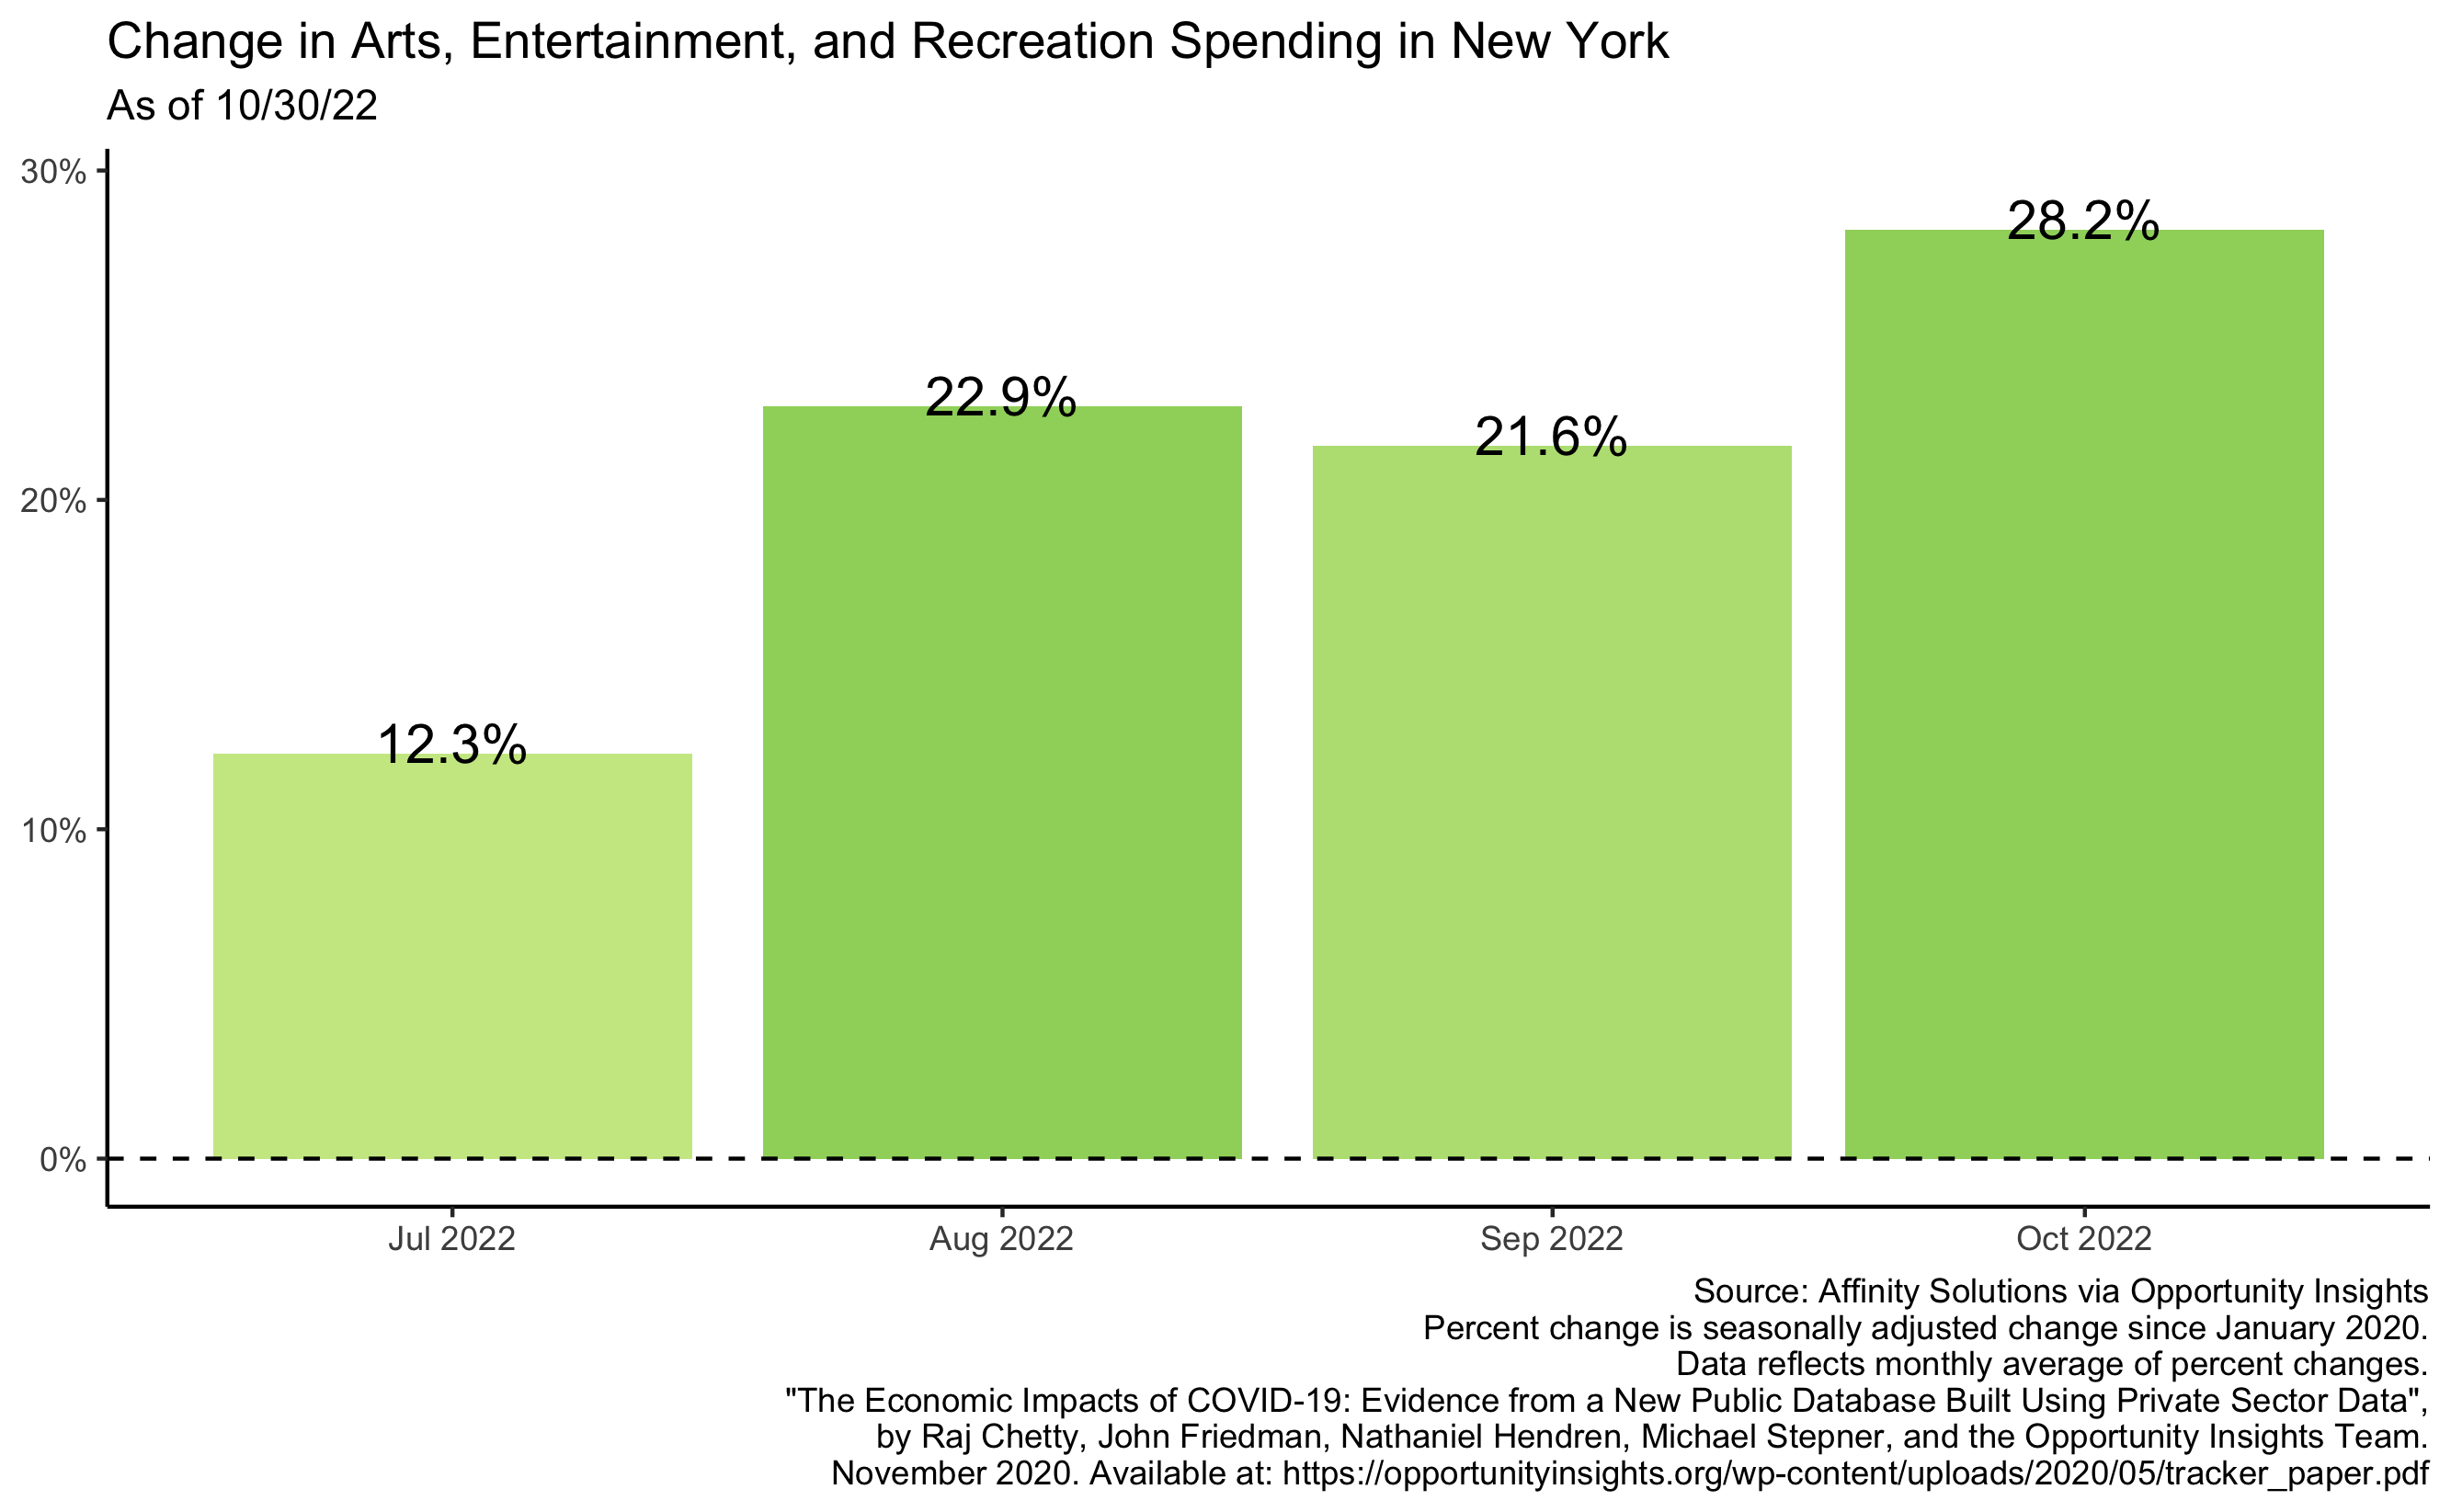 Change in Arts, Entertainment, and Recreation Spending in New York
As of 10/30/22
30%
20%
10%
0%
12.3%
22.9%
21.6%
28.2%
Jul 2022
Aug 2022
Sep 2022
Oct 2022
Source: Affinity Solutions via Opportunity Insights
Percent change is seasonally adjusted change since January 2020.
Data reflects monthly average of percent changes.
"The Economic Impacts of COVID-19: Evidence from a New Public Database Built Using Private Sector Data",
by Raj Chetty, John Friedman, Nathaniel Hendren, Michael Stepner, and the Opportunity Insights Team.
November 2020. Available at: https://opportunityinsights.org/wp-content/uploads/2020/05/tracker_paper.pdf